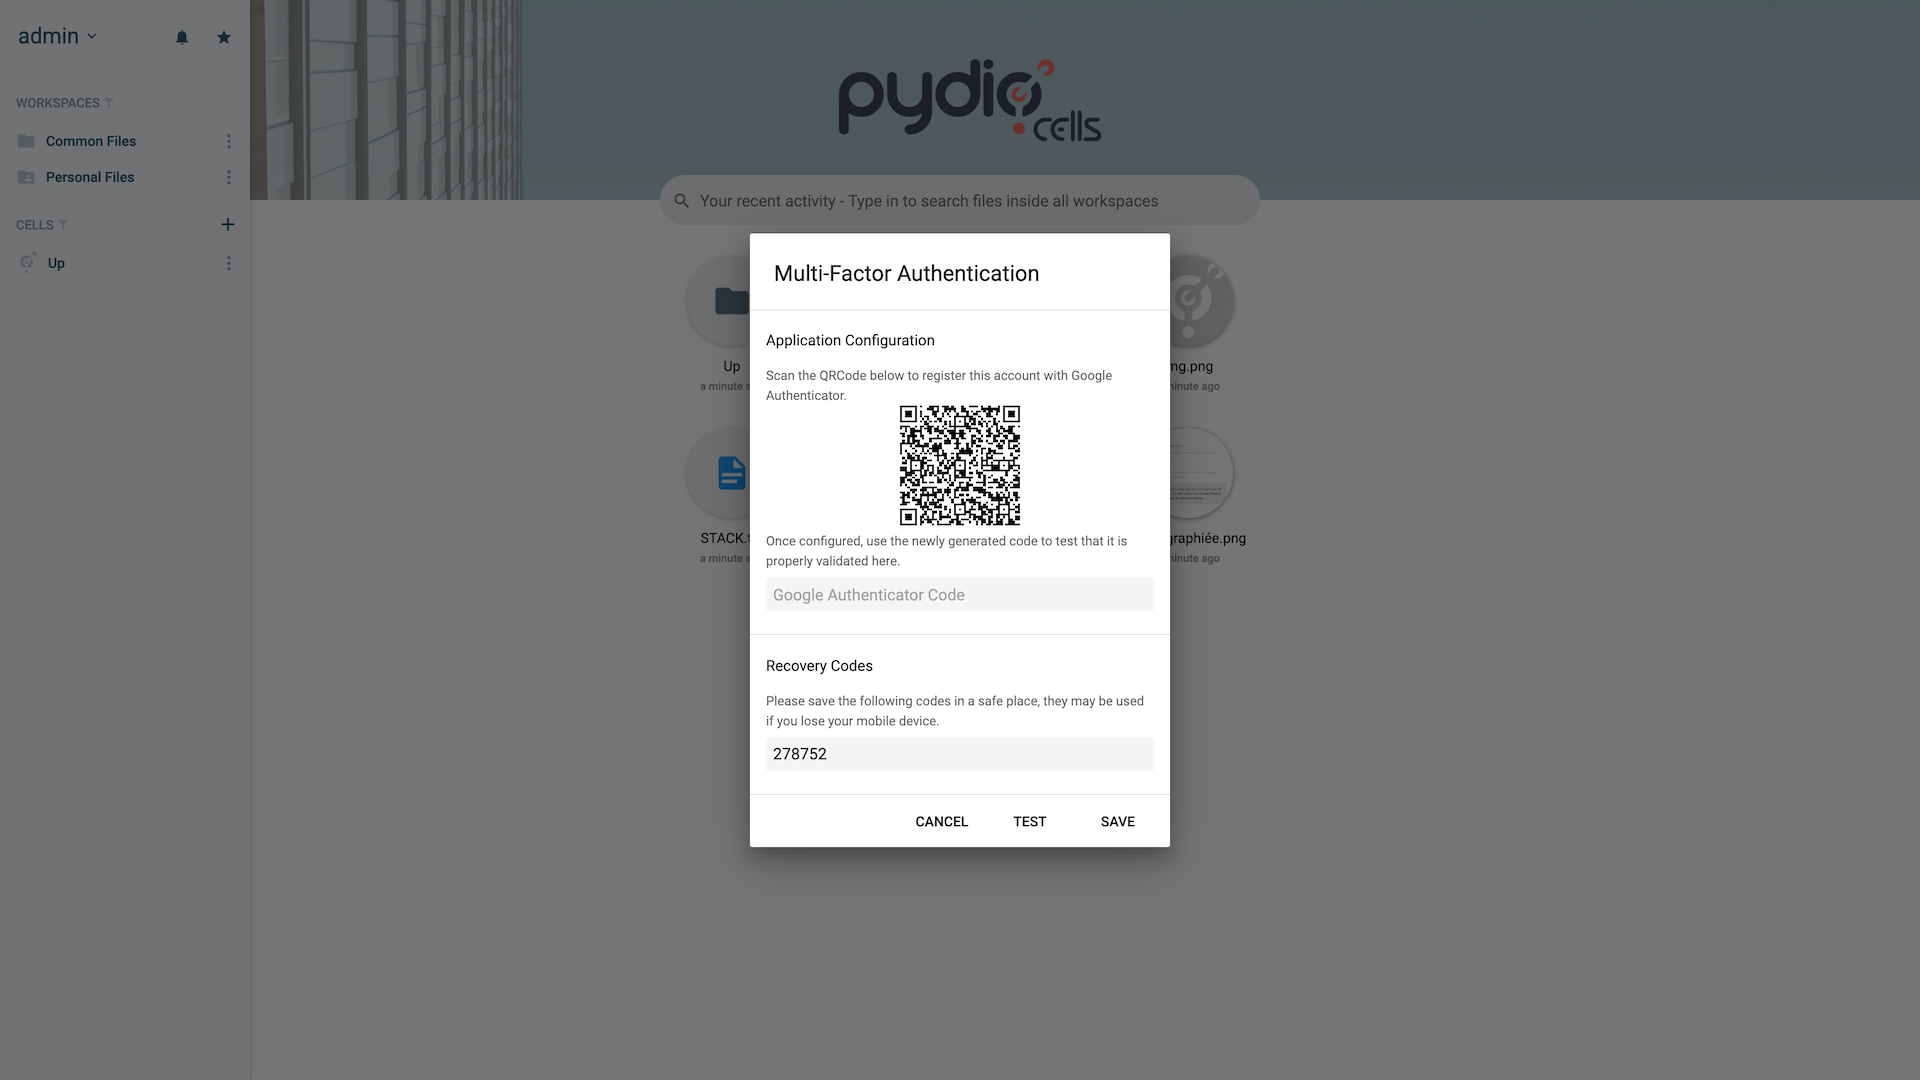 admin
WORKSPACES
Common Files
Personal Files
CELLS
Up
pydio
cells
Your recent activity - Type in to search files inside all workspaces
Up
a minute
STACK.
a minute
ng.png
ago
graphiée.png
ago
Multi-Factor Authentication
Application Configuration
Scan the QRCode below to register this account with Google
Authenticator.
Once configured, use the newly generated code to test that it is
properly validated here.
Google Authenticator Code
Recovery Codes
Please save the following codes in a safe place, they may be used
if you lose your mobile device.
278752
CANCEL TEST SAVE